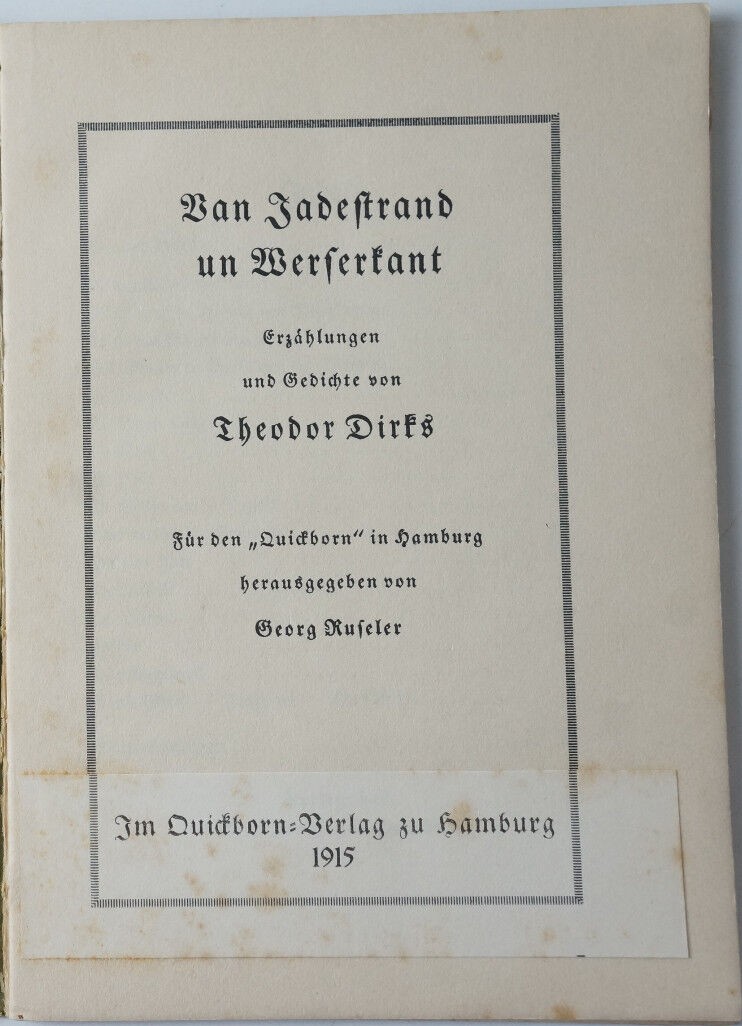 Van Jadestrand
un Werserkant
Erzählungen
und Gedichte von
Theodor Dirks
Für den „Quickborn“ in Hamburg
herausgegeben von
Georg Ruseler
Im Quickborn-Verlag zu Hamburg
1915